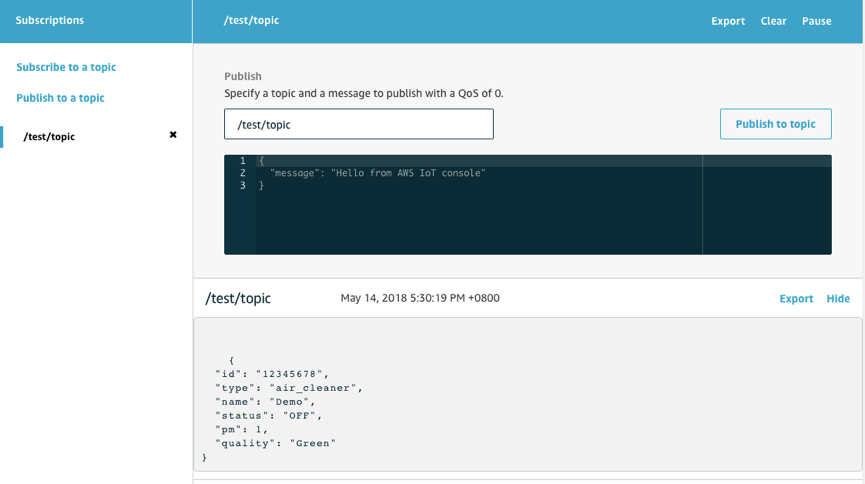 Subscriptions
/test/topic
Export Clear Pause
Subscribe to a topic
Publish to a topic
/test/topic ✖
Publish
Specify a topic and a message to publish with a QoS of 0.
/test/topic
Publish to topic
1 {
2 "message": "Hello from AWS IoT console"
3 }
/test/topic May 14, 2018 5:30:19 PM +0800 Export Hide
{
"id": "12345678",
"type": "air_cleaner",
"name": "Demo",
"status": "OFF",
"pm": 1,
"quality": "Green"
}